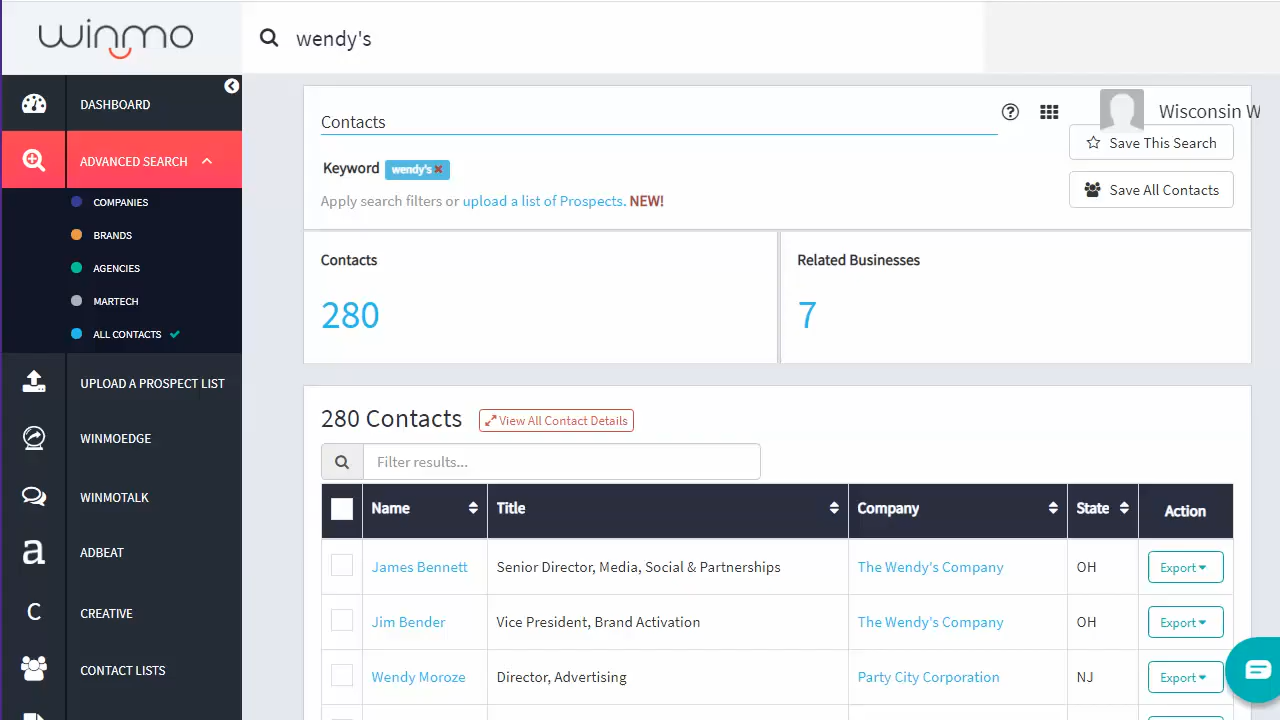 winmo
wendy's
DASHBOARD
ADVANCED SEARCH
COMPANIES
BRANDS
AGENCIES
MARTECH
ALL CONTACTS
UPLOAD A PROSPECT LIST
WINMOEDGE
WINMOTALK
a
ADBEAT
C
CREATIVE
CONTACT LISTS
Contacts
Wisconsin W
Keyword wendy's
Save This Search
Apply search filters or upload a list of Prospects. NEW!
Save All Contacts
Contacts
280
Related Businesses
7
280 Contacts View All Contact Details
Filter results...
Name Title Company State Action
James Bennett Senior Director, Media, Social & Partnerships The Wendy's Company OH Export
Jim Bender Vice President, Brand Activation The Wendy's Company OH Export
Wendy Moroze Director, Advertising Party City Corporation NJ Export